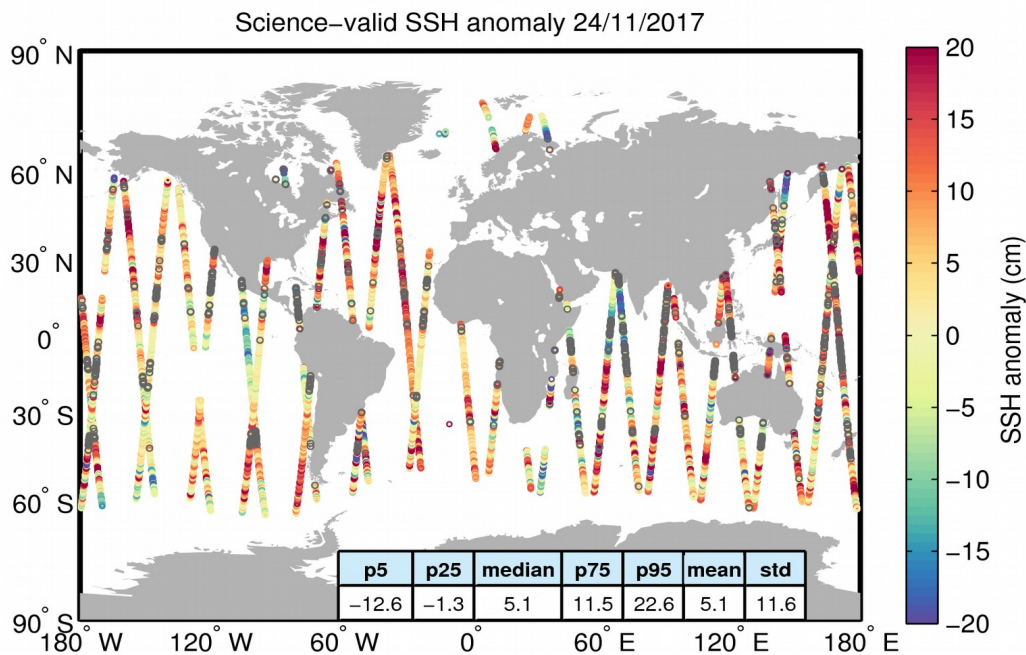 Science−valid SSH anomaly 24/11/2017
90° N
60° N
30° N
0°
30° S
60° S
90° S
180° W
120° W
60° W
0°
60° E
120° E
180° E
p5 p25 median p75 p95 mean std
−12.6 −1.3 5.1 11.5 22.6 5.1 11.6
20
15
10
5
0
−5
−10
−15
−20
SSH anomaly (cm)